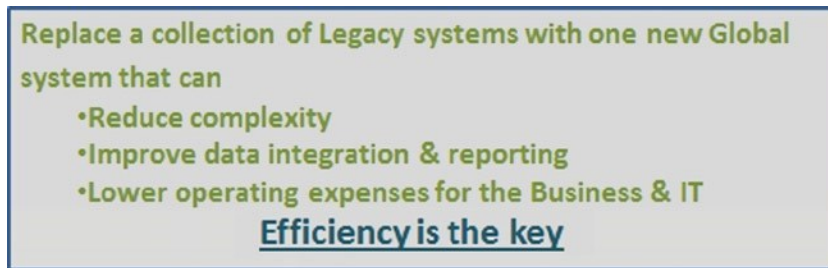 Replace a collection of Legacy systems with one new Global
system that can
•Reduce complexity
•Improve data integration & reporting
•Lower operating expenses for the Business & IT
Efficiency is the key